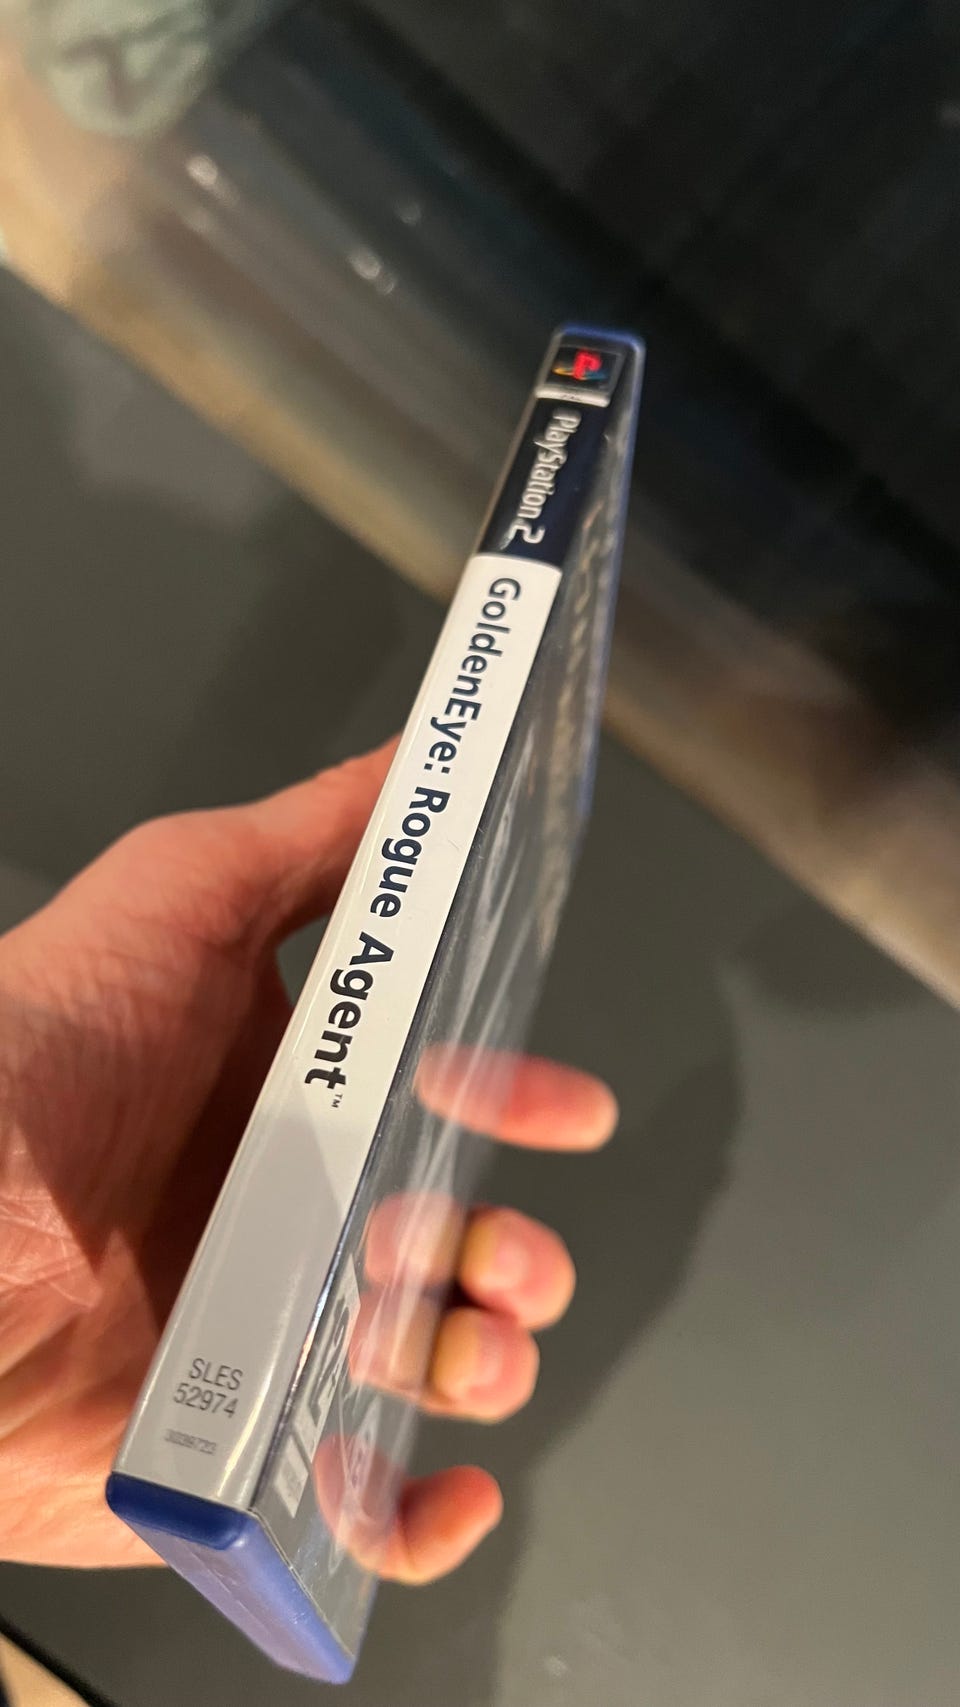 PlayStation.2
GoldenEye: Rogue Agent™
SLES
52974